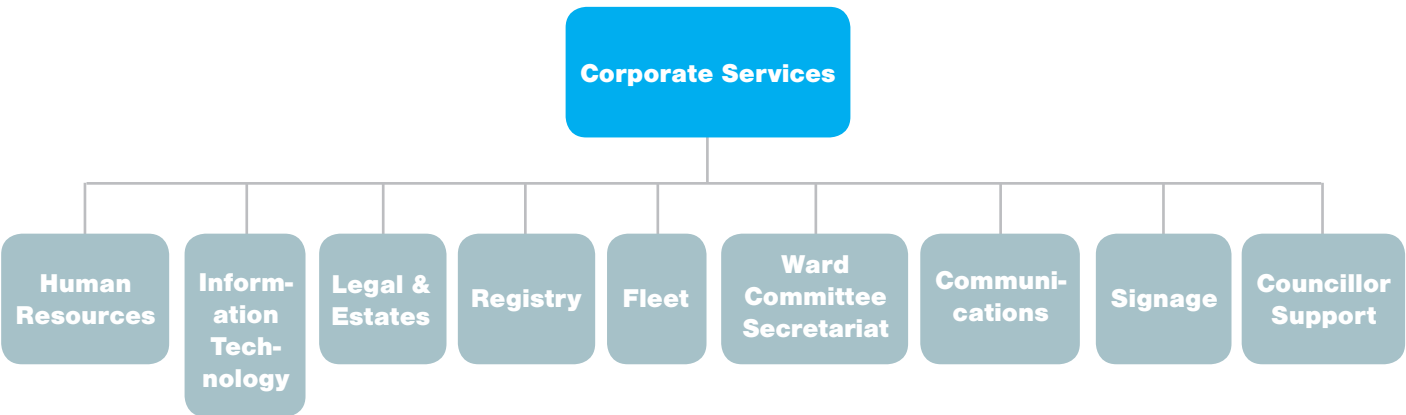 Corporate Services
Human
Resources
Inform-
ation
Tech-
nology
Legal &
Estates
Registry
Fleet
Ward
Committee
Secretariat
Communi-
cations
Signage
Councillor
Support